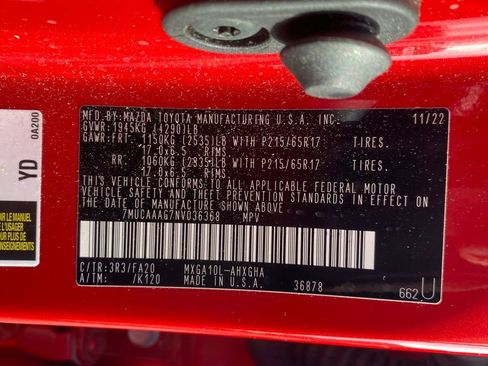 MFD.BY: MAZDA TOYOTA MANUFACTURING U.S.A. INC. 11/22
GVWR: 1945KG (4290)LB
GAWR:FRT. 1150KG (2535)LB WITH P215/65R17 TIRES.
17.0x6.5 RIMS.
RR. 1060KG (2335)LB WITH P215/65R17 TIRES.
17.0x6.5 RIMS.
THIS VEHICLE CONFORMS TO ALL APPLICABLE FEDERAL MOTOR
VEHICLE SAFETY AND THEFT PREVENTION STANDARDS IN EFFECT ON
THE DATE OF MANUFACTURE SHOWN ABOVE.
7MUCAAAG7NV036368 MPV
C/TR: 3R3/FA20 MXGA10L-AHXGHA
A/TM: /K120 MADE IN U.S.A. 36878
662 U
YD
0A200
LE MANUEL